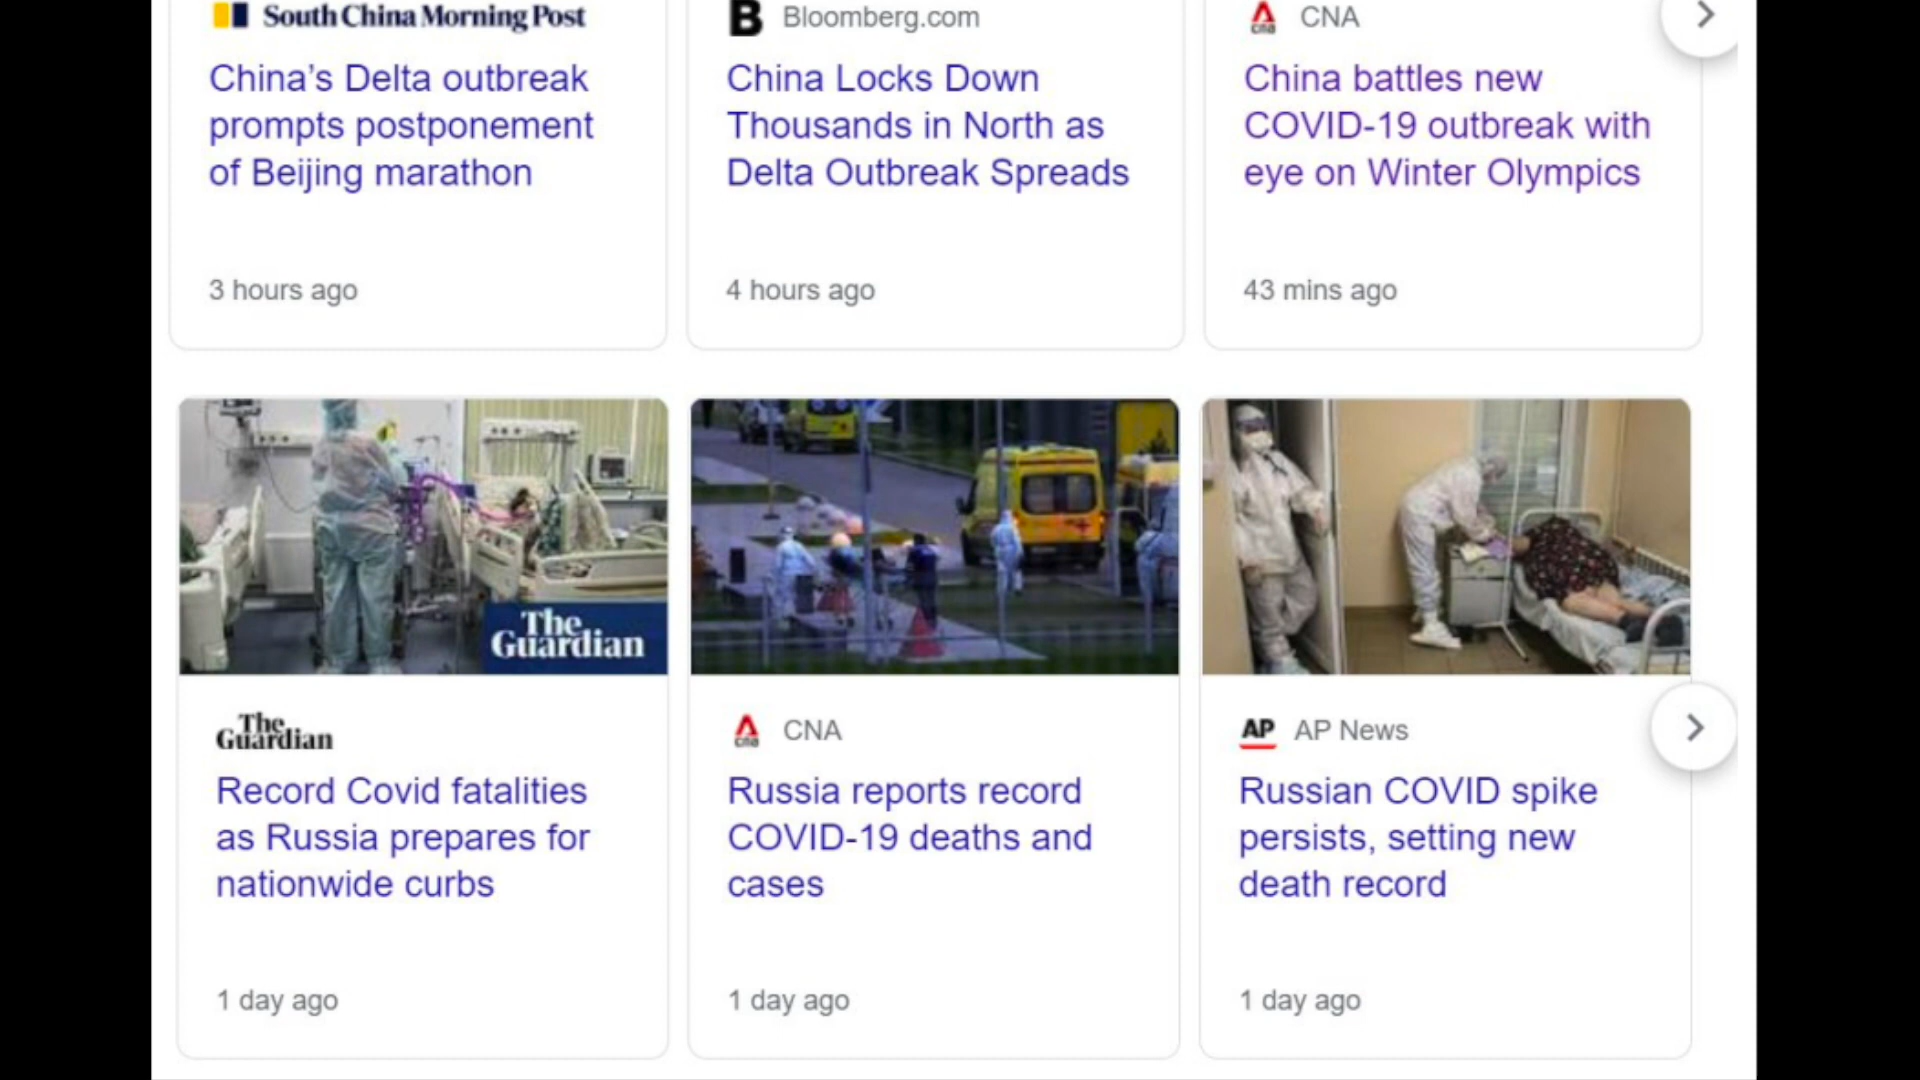 South China Morning Post
China’s Delta outbreak
prompts postponement
of Beijing marathon
3 hours ago
B Bloomberg.com
China Locks Down
Thousands in North as
Delta Outbreak Spreads
4 hours ago
cna CNA
China battles new
COVID-19 outbreak with
eye on Winter Olympics
43 mins ago
The
Guardian
The
Guardian
Record Covid fatalities
as Russia prepares for
nationwide curbs
1 day ago
cna CNA
Russia reports record
COVID-19 deaths and
cases
1 day ago
AP AP News
Russian COVID spike
persists, setting new
death record
1 day ago